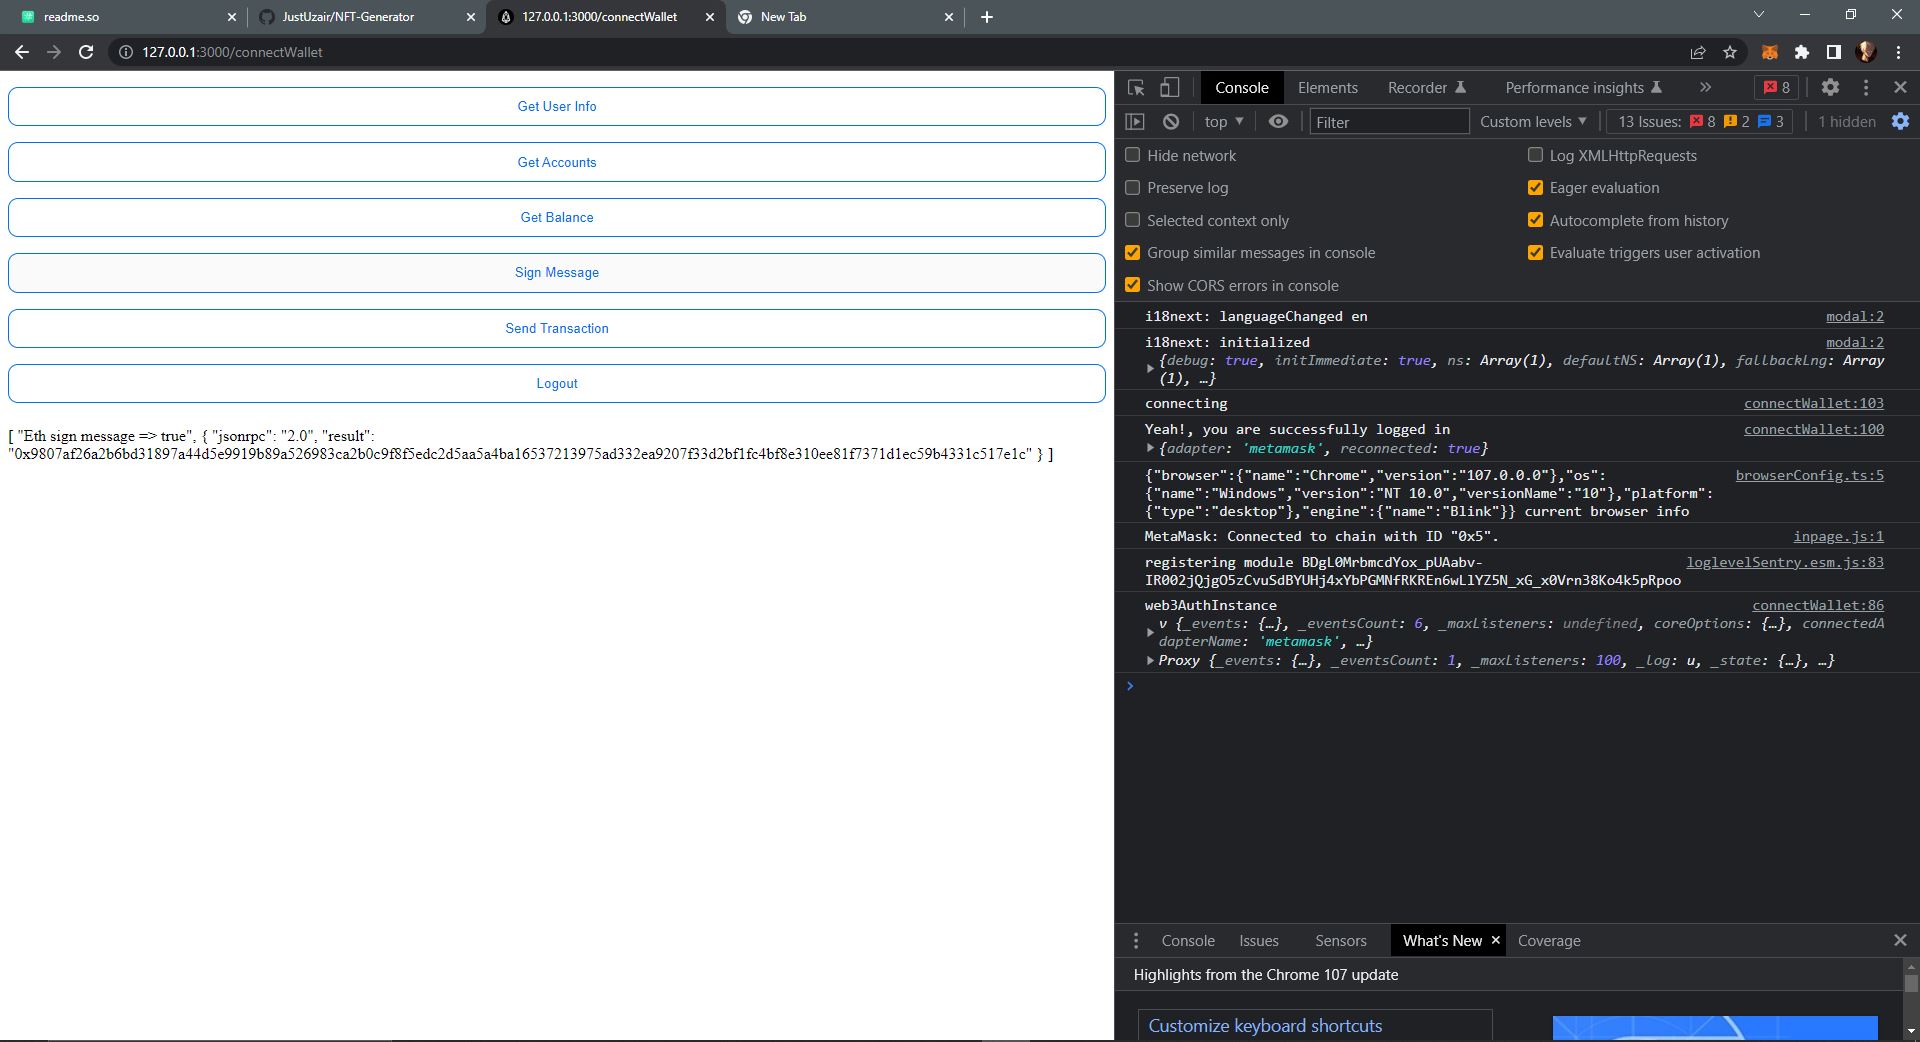 readme.so
JustUzair/NFT-Generator
127.0.0.1:3000/connectWallet
New Tab
127.0.0.1:3000/connectWallet
Get User Info
Get Accounts
Get Balance
Sign Message
Send Transaction
Logout
[ "Eth sign message => true", { "jsonrpc": "2.0", "result":
"0x9807af26a2b6bd31897a44d5e9919b89a526983ca2b0c9f8f5edc2d5aa5a4ba16537213975ad332ea9207f33d2bf1fc4bf8e310ee81f7371d1ec59b4331c517e1c" } ]
Console Elements Recorder Performance insights 8
top Filter Custom levels 13 Issues: 8 2 3 1 hidden
Hide network Log XMLHttpRequests
Preserve log Eager evaluation
Selected context only Autocomplete from history
Group similar messages in console Evaluate triggers user activation
Show CORS errors in console
i18next: languageChanged en modal:2
i18next: initialized modal:2
{debug: true, initImmediate: true, ns: Array(1), defaultNS: Array(1), fallbackLng: Array
(1), …}
connecting connectWallet:103
Yeah!, you are successfully logged in connectWallet:100
{adapter: 'metamask', reconnected: true}
{"browser":{"name":"Chrome","version":"107.0.0.0"},"os": browserConfig.ts:5
{"name":"Windows","version":"NT 10.0","versionName":"10"},"platform":
{"type":"desktop"},"engine":{"name":"Blink"}} current browser info
MetaMask: Connected to chain with ID "0x5". inpage.js:1
registering module BDgL0MrbmcdYox_pUAabv- loglevelSentry.esm.js:83
IR002jQjgO5zCvuSdBYUHj4xYbPGMNfRKREn6wLlYZ5N_xG_x0Vrn38Ko4k5pRpoo
web3AuthInstance connectWallet:86
v {_events: {…}, _eventsCount: 6, _maxListeners: undefined, coreOptions: {…}, connectedA
dapterName: 'metamask', …}
Proxy {_events: {…}, _eventsCount: 1, _maxListeners: 100, _log: u, _state: {…}, …}
Console Issues Sensors What's New Coverage
Highlights from the Chrome 107 update
Customize keyboard shortcuts